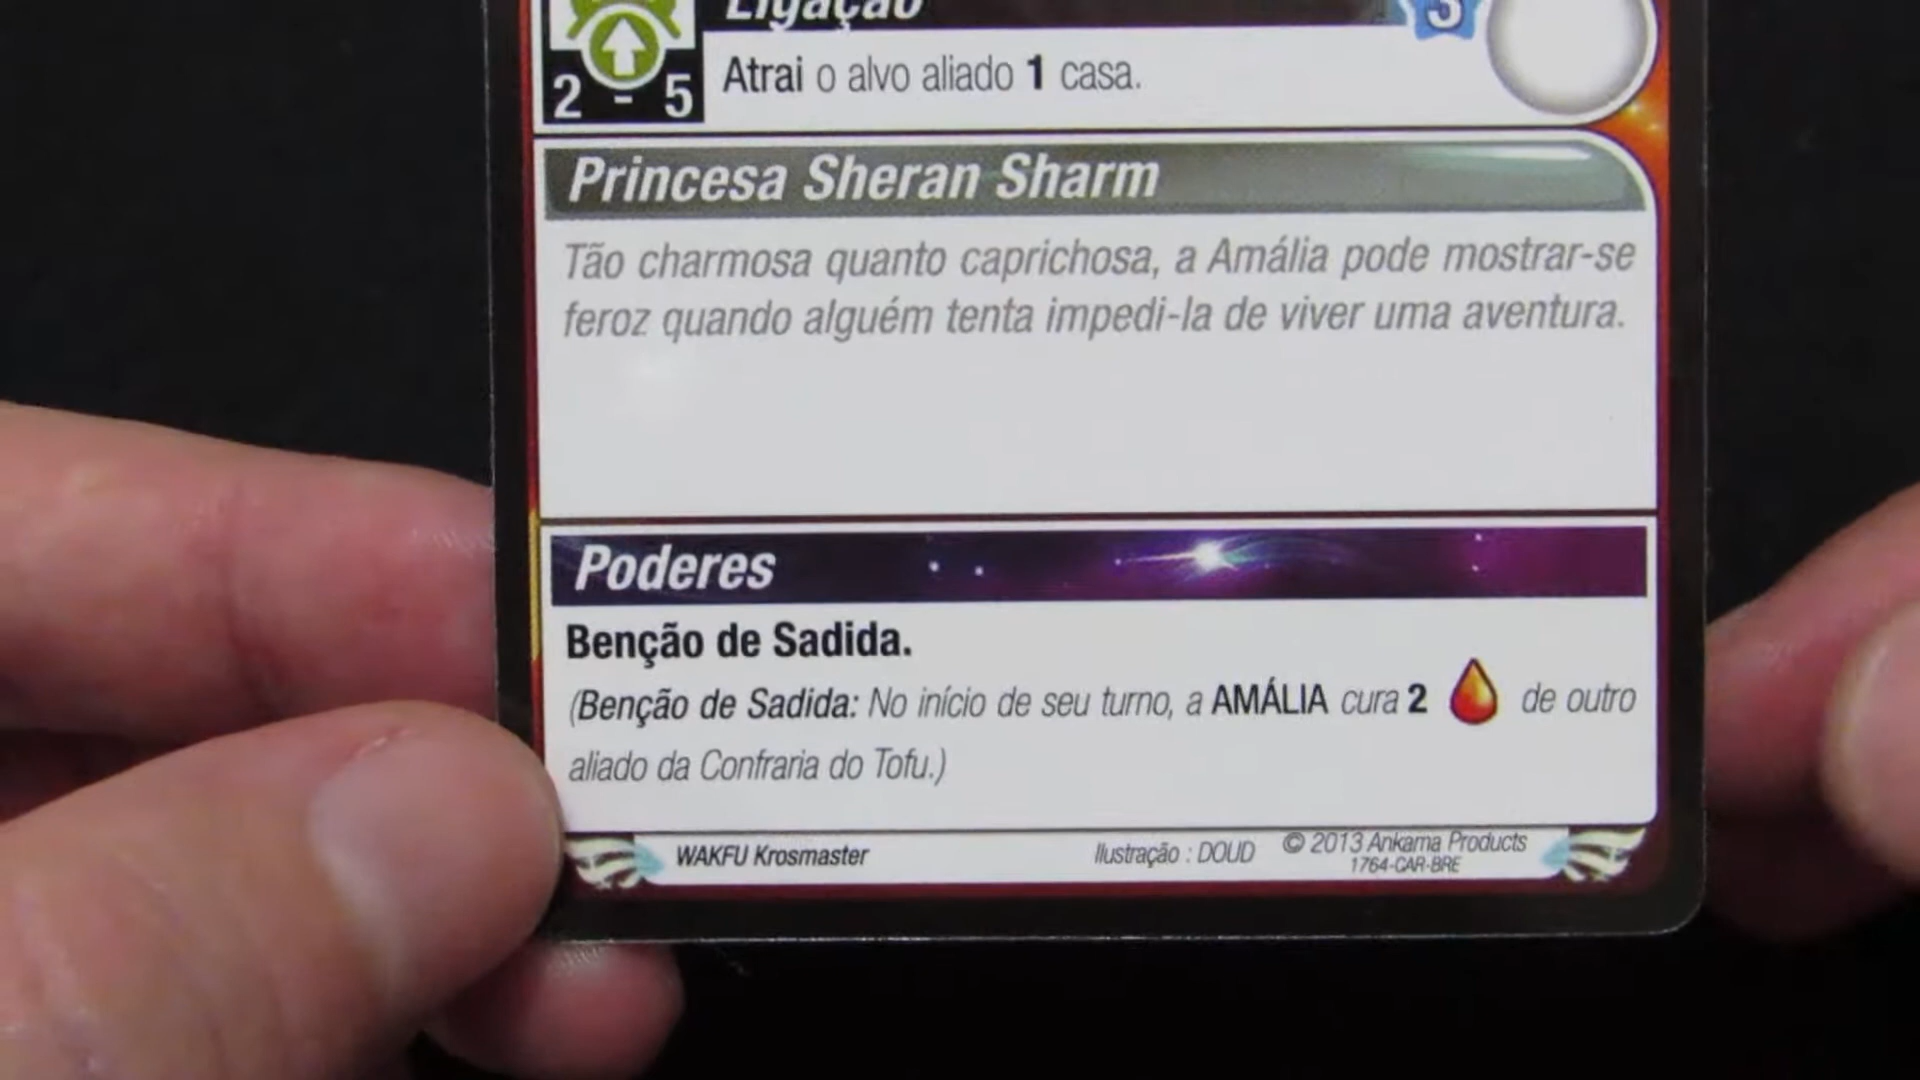 Ligação
3
Atrai o alvo aliado 1 casa.
2 - 5
Princesa Sheran Sharm
Tão charmosa quanto caprichosa, a Amália pode mostrar-se
feroz quando alguém tenta impedi-la de viver uma aventura.
Poderes
Benção de Sadida.
(Benção de Sadida: No início de seu turno, a AMÁLIA cura 2 de outro
aliado da Confraria do Tofu.)
WAKFU Krosmaster
Ilustração : DOUD
© 2013 Ankama Products
1764-CAR-BRE